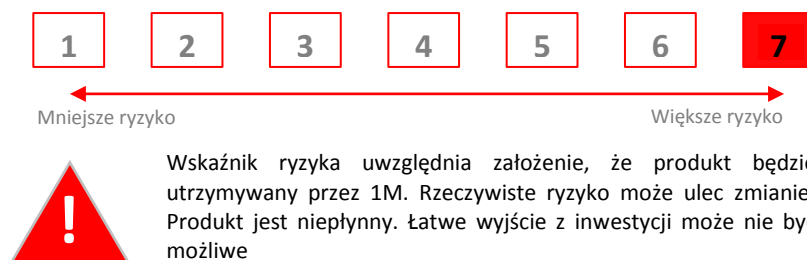 1 2 3 4 5 6 7
Mniejsze ryzyko Większe ryzyko
Wskaźnik ryzyka uwzględnia założenie, że produkt będzie
utrzymywany przez 1M. Rzeczywiste ryzyko może ulec zmianie
! Produkt jest niepłynny. Łatwe wyjście z inwestycji może nie by
możliwe